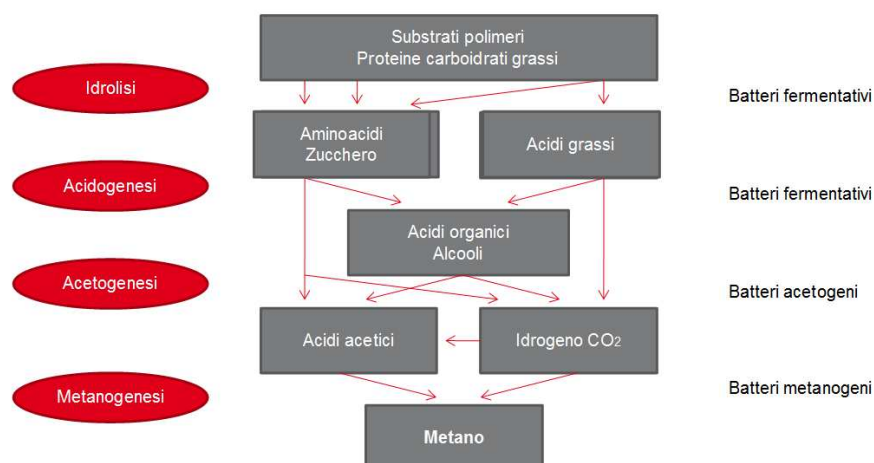 Substrati polimeri
Proteine carboidrati grassi
Idrolisi
Batteri fermentativi
Aminoacidi
Zucchero
Acidi grassi
Acidogenesi
Batteri fermentativi
Acidi organici
Alcooli
Acetogenesi
Batteri acetogeni
Acidi acetici
Idrogeno CO2
Metanogenesi
Batteri metanogeni
Metano